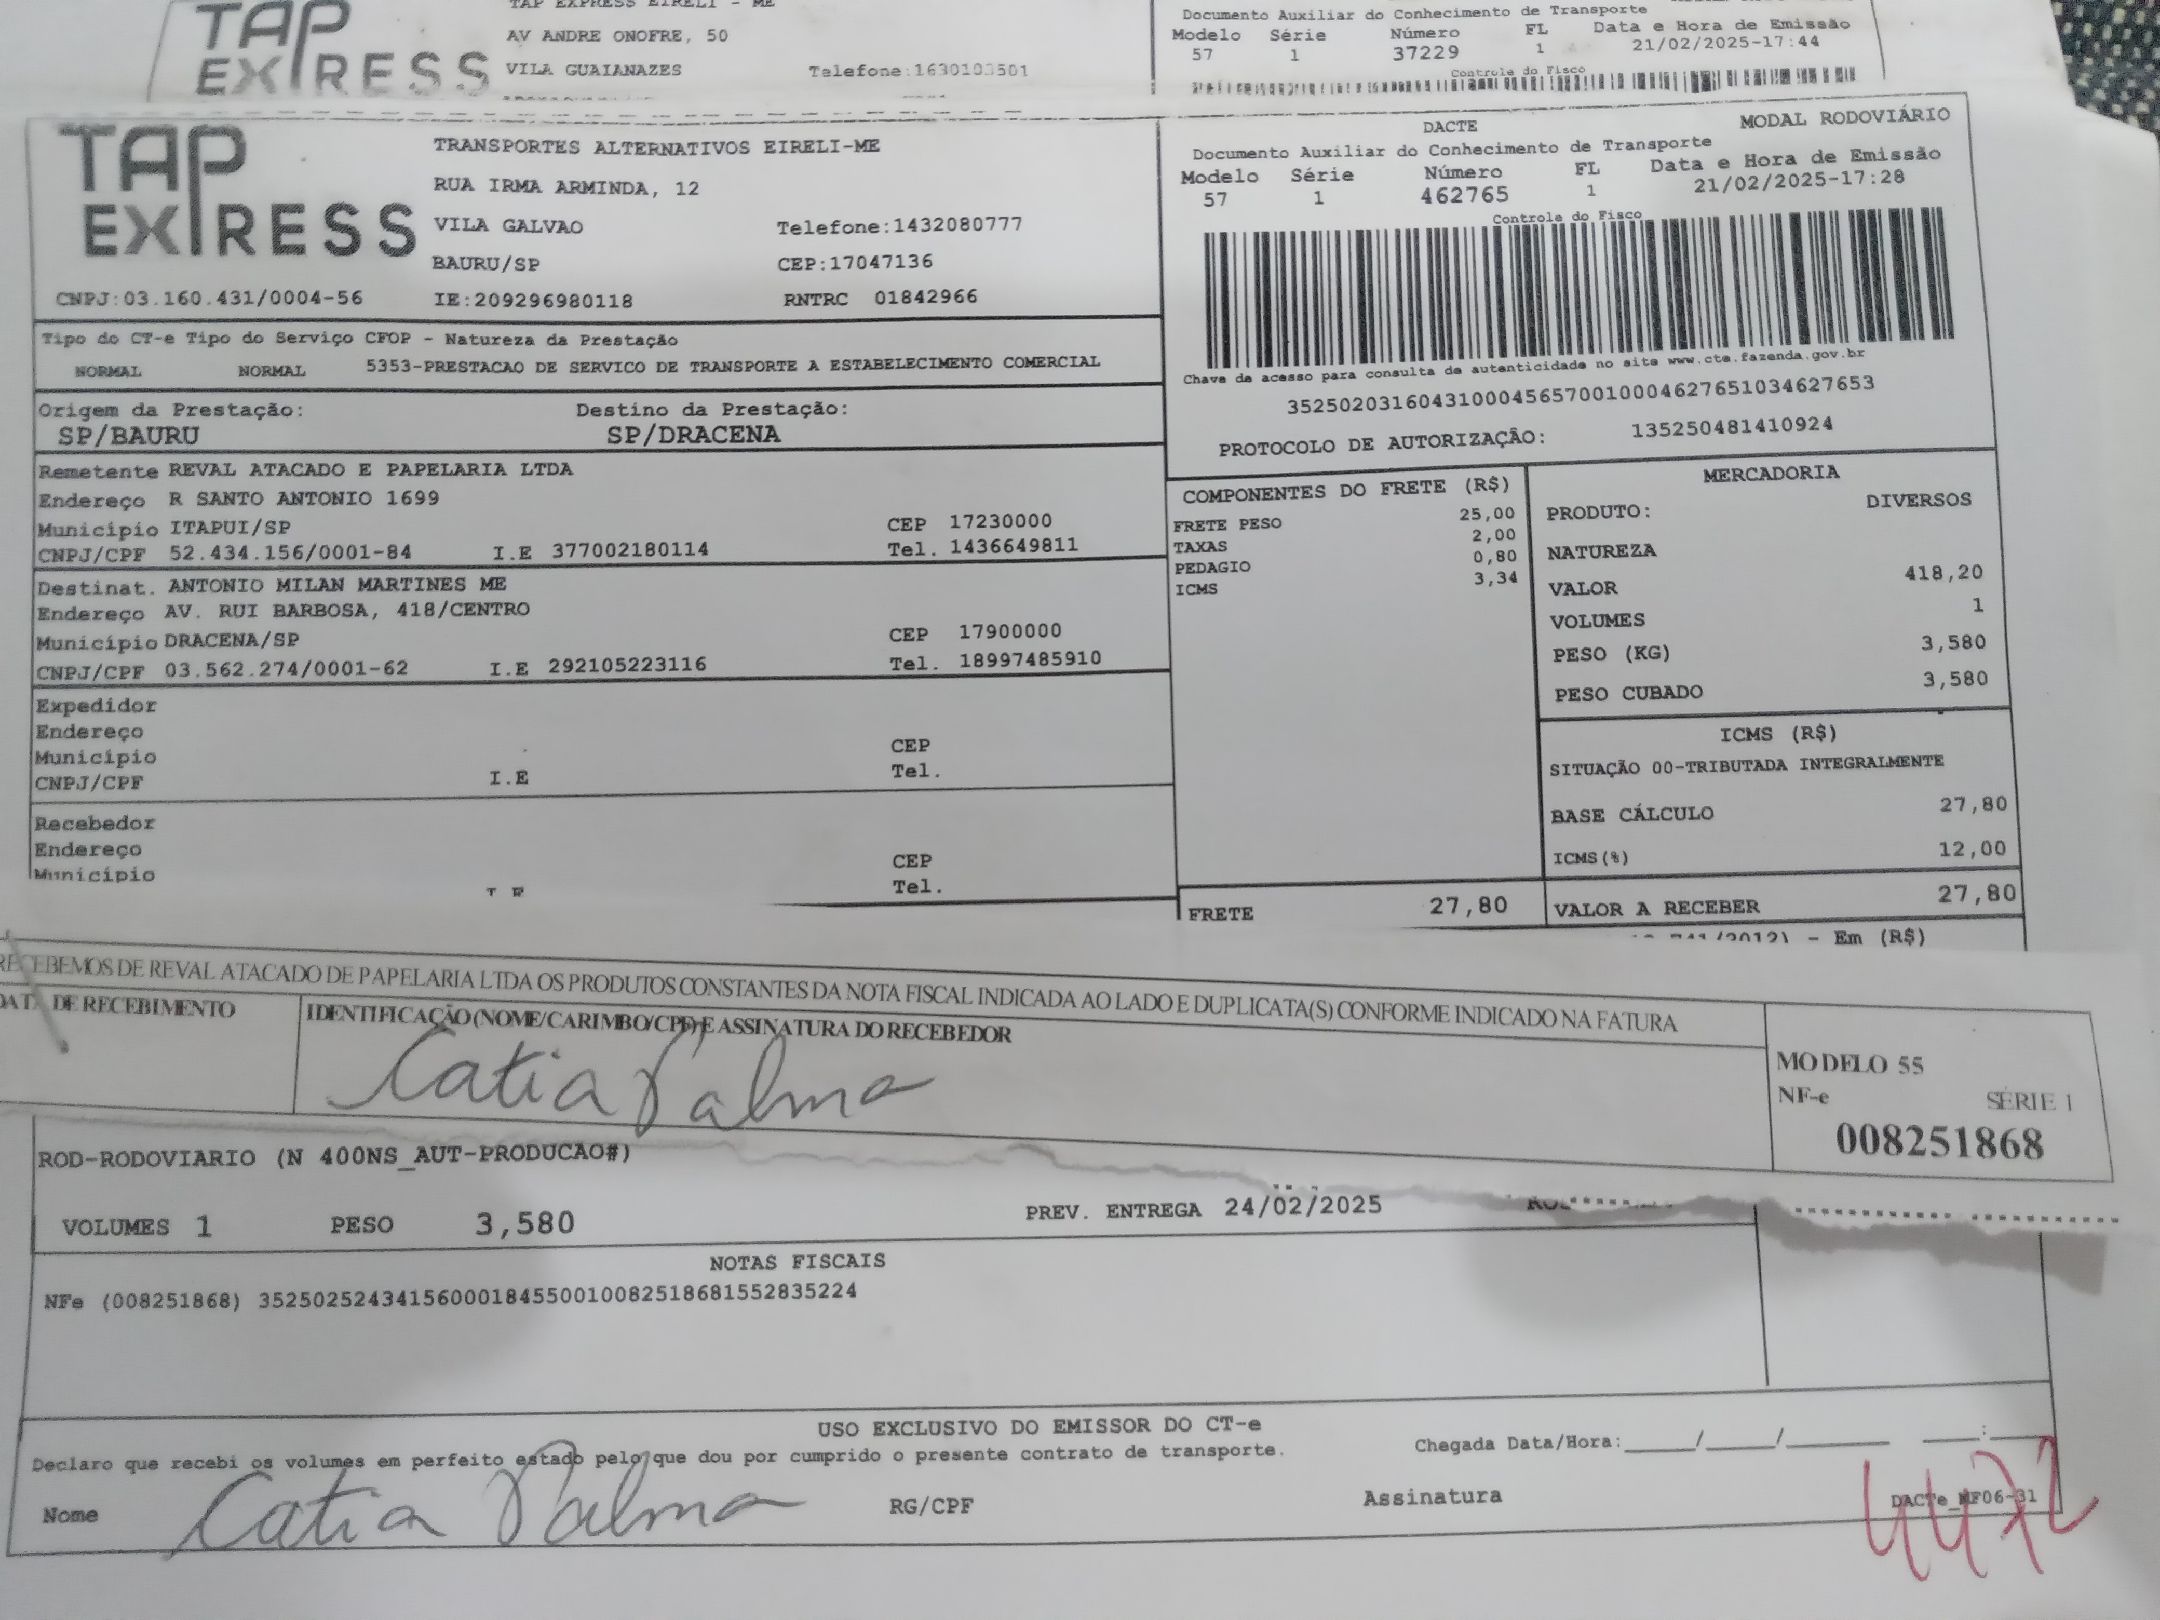 TAP EXPRESS EIRELI - ME
AV ANDRE ONOFRE, 50
VILA GUAIANAZES Telefone:1630103501
TAP
EXPRESS
Documento Auxiliar do Conhecimento de Transporte
Modelo Série Número FL Data e Hora de Emissão
57 1 37229 1 21/02/2025-17:44
Controle do Fisco
TAP
EXPRESS
TRANSPORTES ALTERNATIVOS EIRELI-ME
RUA IRMA ARMINDA, 12
VILA GALVAO Telefone:1432080777
BAURU/SP CEP:17047136
CNPJ:03.160.431/0004-56 IE:209296980118 RNTRC 01842966
DACTE MODAL RODOVIÁRIO
Documento Auxiliar do Conhecimento de Transporte
Modelo Série Número FL Data e Hora de Emissão
57 1 462765 1 21/02/2025-17:28
Controle do Fisco
Chave de acesso para consulta de autenticidade no site www.cte.fazenda.gov.br
35250203160431000456570010004627651034627653
PROTOCOLO DE AUTORIZAÇÃO: 135250481410924
Tipo do CT-e Tipo do Serviço CFOP - Natureza da Prestação
NORMAL NORMAL 5353-PRESTACAO DE SERVICO DE TRANSPORTE A ESTABELECIMENTO COMERCIAL
Origem da Prestação: Destino da Prestação:
SP/BAURU SP/DRACENA
Remetente REVAL ATACADO E PAPELARIA LTDA
Endereço R SANTO ANTONIO 1699
Município ITAPUI/SP CEP 17230000
CNPJ/CPF 52.434.156/0001-84 I.E 377002180114 Tel. 1436649811
Destinat. ANTONIO MILAN MARTINES ME
Endereço AV. RUI BARBOSA, 418/CENTRO
Município DRACENA/SP CEP 17900000
CNPJ/CPF 03.562.274/0001-62 I.E 292105223116 Tel. 18997485910
Expedidor
Endereço
Município CEP
CNPJ/CPF I.E Tel.
Recebedor
Endereço
Município CEP
I E Tel.
COMPONENTES DO FRETE (R$)
FRETE PESO 25,00
TAXAS 2,00
PEDAGIO 0,80
ICMS 3,34
FRETE 27,80
MERCADORIA
PRODUTO: DIVERSOS
NATUREZA
VALOR 418,20
VOLUMES 1
PESO (KG) 3,580
PESO CUBADO 3,580
ICMS (R$)
SITUAÇÃO 00-TRIBUTADA INTEGRALMENTE
BASE CÁLCULO 27,80
ICMS(%) 12,00
VALOR A RECEBER 27,80
741/2012) - Em (R$)
RECEBEMOS DE REVAL ATACADO DE PAPELARIA LTDA OS PRODUTOS CONSTANTES DA NOTA FISCAL INDICADA AO LADO E DUPLICATA(S) CONFORME INDICADO NA FATURA
DATA DE RECEBIMENTO IDENTIFICAÇÃO (NOME/CARIMBO/CPF) E ASSINATURA DO RECEBEDOR
Catia Palma
MODELO 55
NF-e SÉRIE 1
008251868
ROD-RODOVIARIO (N 400NS_AUT-PRODUCAO#)
VOLUMES 1 PESO 3,580 PREV. ENTREGA 24/02/2025
NOTAS FISCAIS
NFe (008251868) 35250252434156000184550010082518681552835224
USO EXCLUSIVO DO EMISSOR DO CT-e
Declaro que recebi os volumes em perfeito estado pelo que dou por cumprido o presente contrato de transporte. Chegada Data/Hora:_____/_____/_______ ____:____
Nome Catia Palma RG/CPF Assinatura DACTe_MF06-31
4472